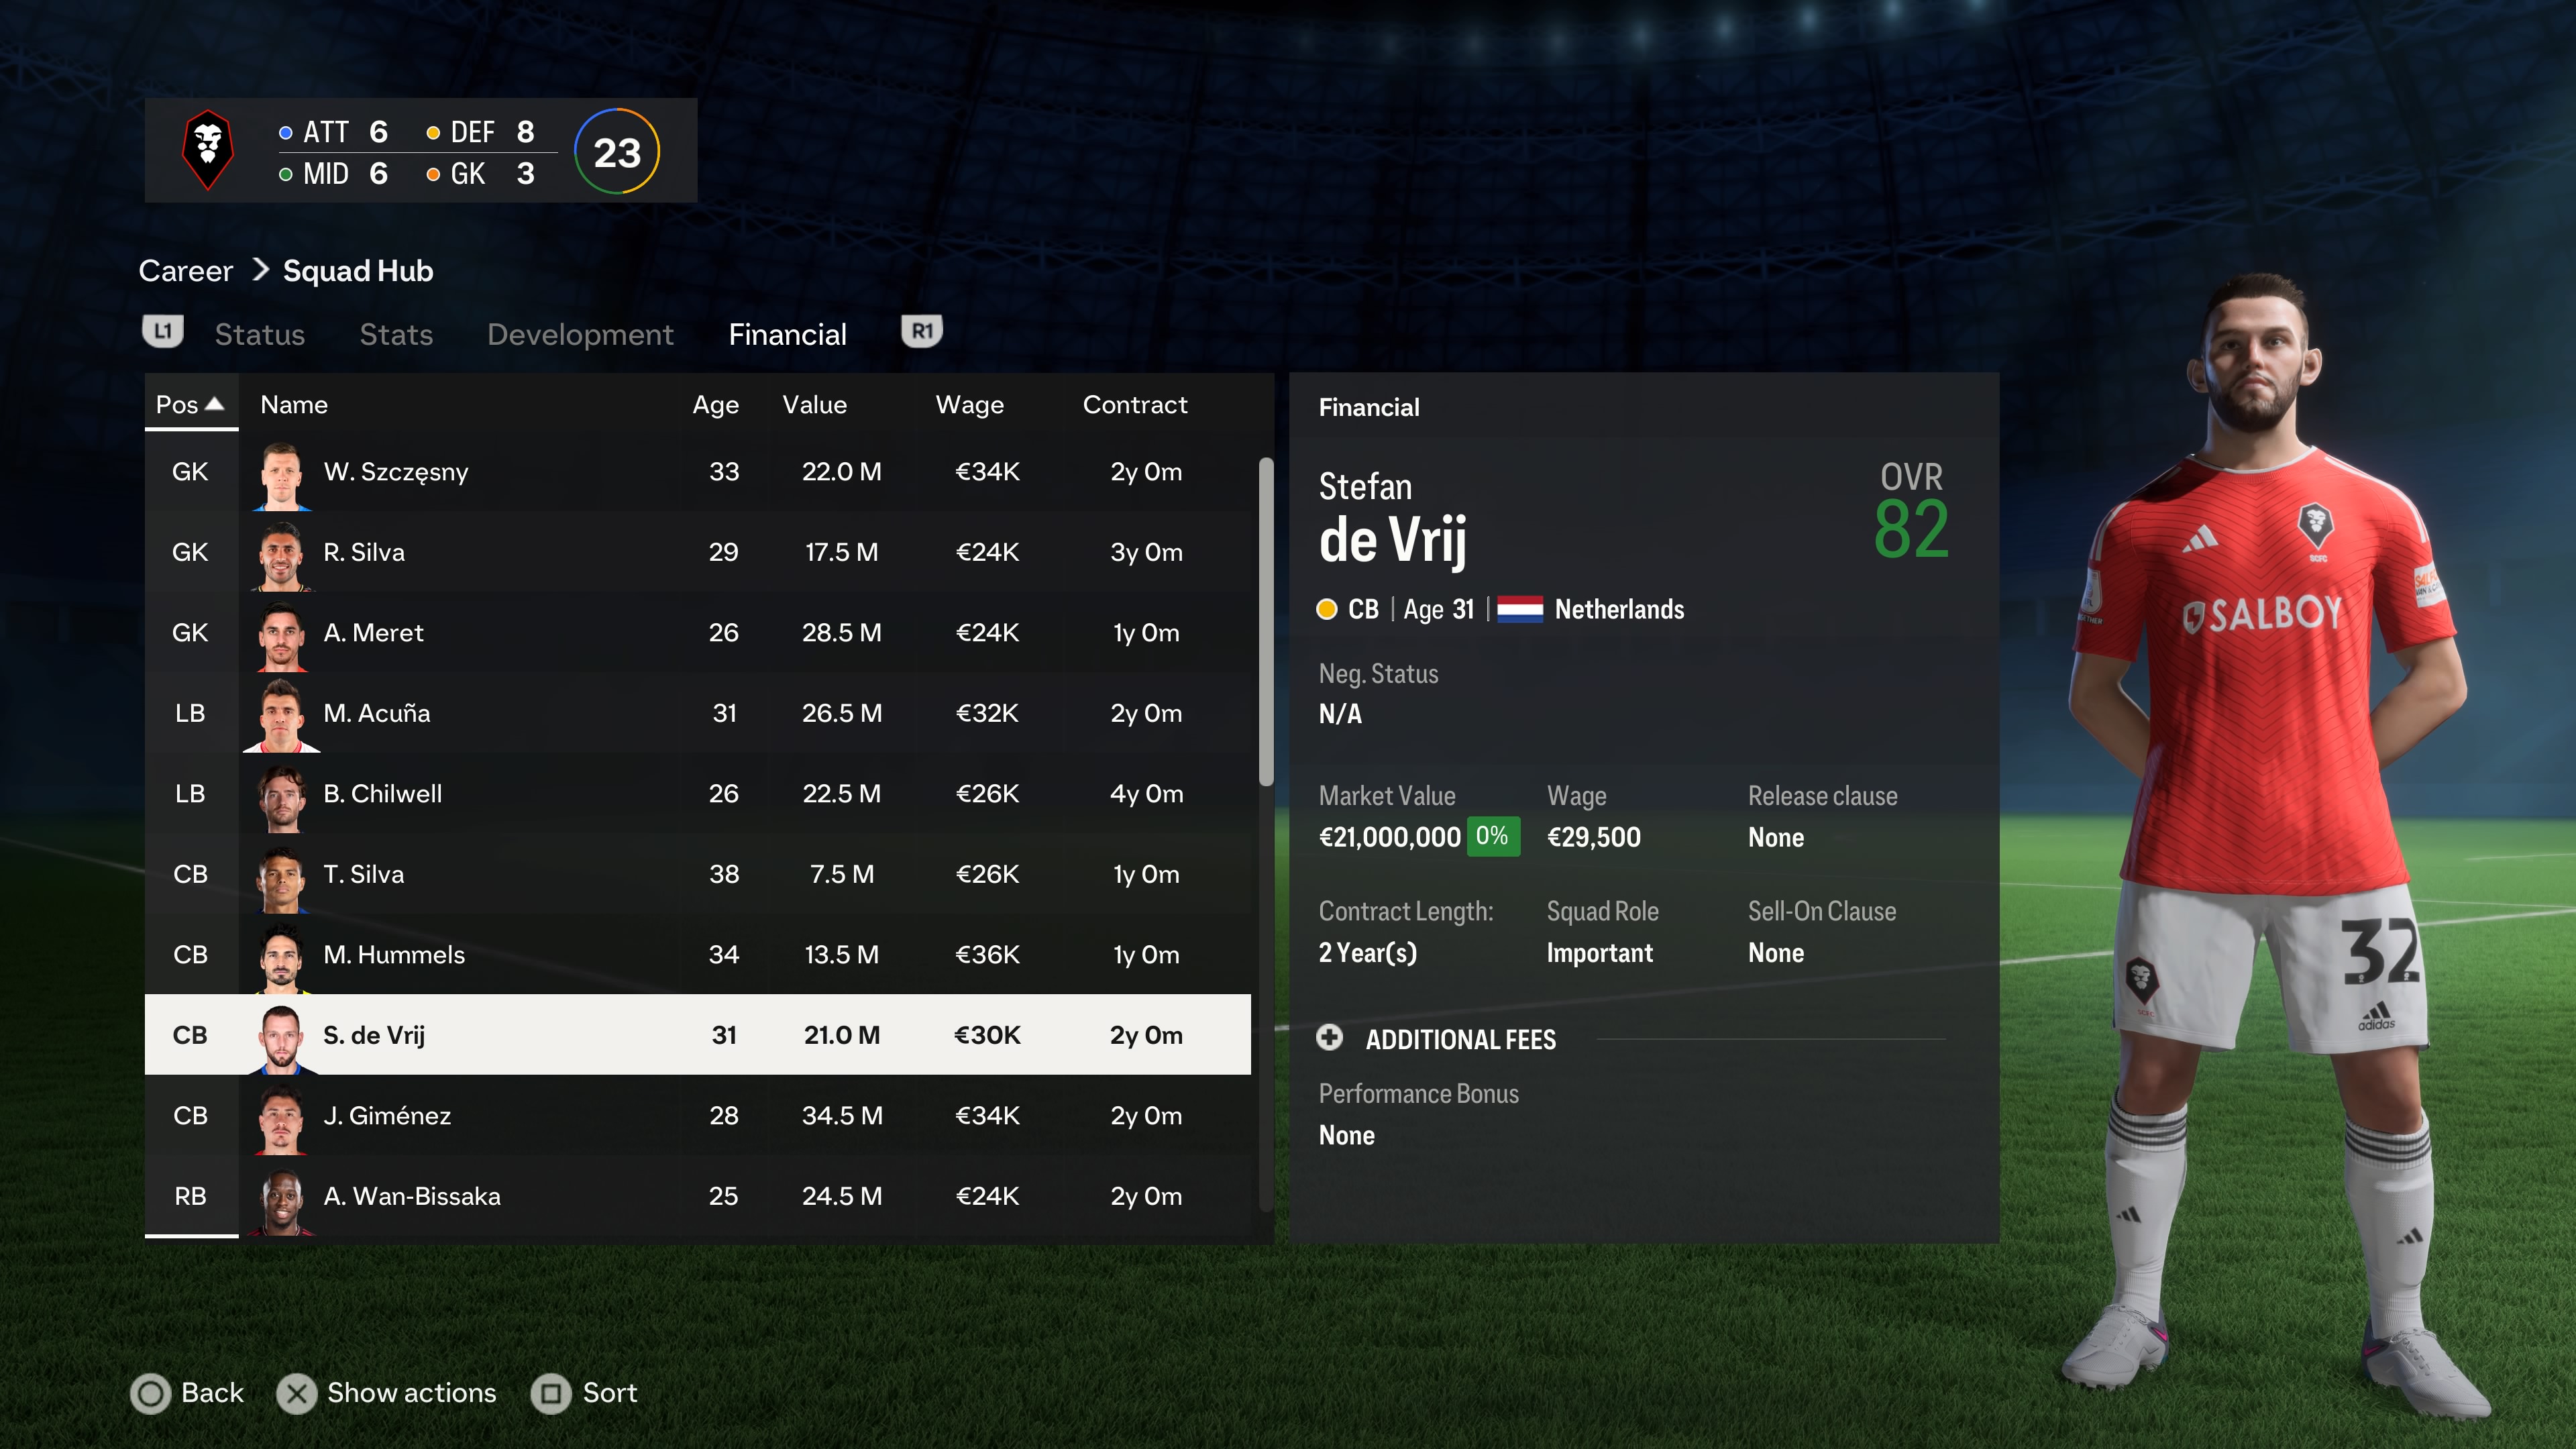 ATT 6 DEF 8
MID 6 GK 3
23
Career > Squad Hub
L1 Status Stats Development Financial R1
Pos Name Age Value Wage Contract
GK W. Szczęsny 33 22.0 M €34K 2y 0m
GK R. Silva 29 17.5 M €24K 3y 0m
GK A. Meret 26 28.5 M €24K 1y 0m
LB M. Acuña 31 26.5 M €32K 2y 0m
LB B. Chilwell 26 22.5 M €26K 4y 0m
CB T. Silva 38 7.5 M €26K 1y 0m
CB M. Hummels 34 13.5 M €36K 1y 0m
CB S. de Vrij 31 21.0 M €30K 2y 0m
CB J. Giménez 28 34.5 M €34K 2y 0m
RB A. Wan-Bissaka 25 24.5 M €24K 2y 0m
Financial
Stefan
de Vrij
OVR
82
CB | Age 31 | Netherlands
Neg. Status
N/A
Market Value Wage Release clause
€21,000,000 0% €29,500 None
Contract Length: Squad Role Sell-On Clause
2 Year(s) Important None
ADDITIONAL FEES
Performance Bonus
None
SCFC
SALBOY
32
adidas
Back Show actions Sort